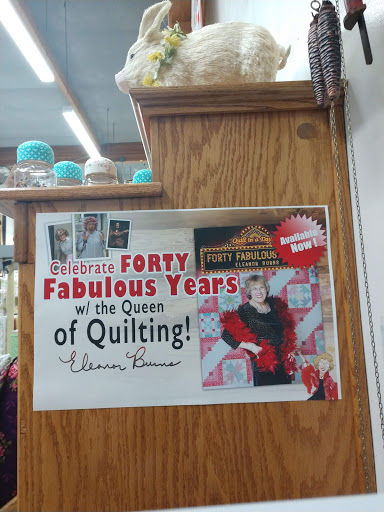 Celebrate FORTY
Fabulous Years
w/ the Queen
of Quilting!
Eleanor Burns
Quilt in a Day
FORTY FABULOUS
ELEANOR BURNS
Available
Now!